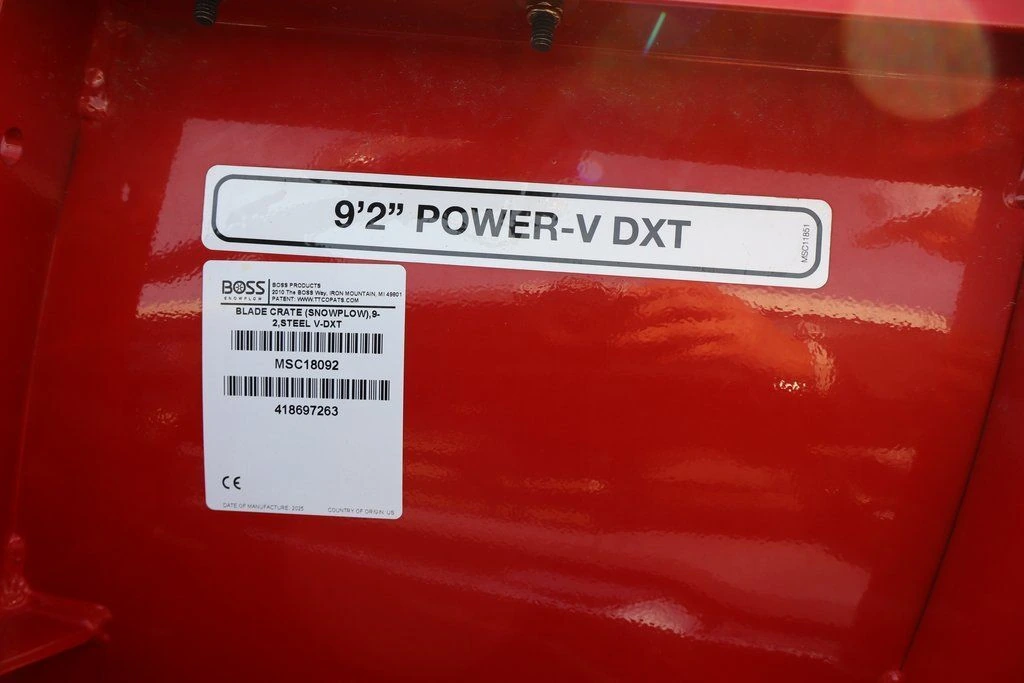 9'2” POWER-V DXT
MSC11851
BOSS
SNOWPLOW
BOSS PRODUCTS
2010 The BOSS Way, IRON MOUNTAIN, MI 49801
PATENT: WWW.TTCOPATS.COM
BLADE CRATE (SNOWPLOW),9-
2,STEEL V-DXT
MSC18092
418697263
CE
DATE OF MANUFACTURE: 2025
COUNTRY OF ORIGIN: US